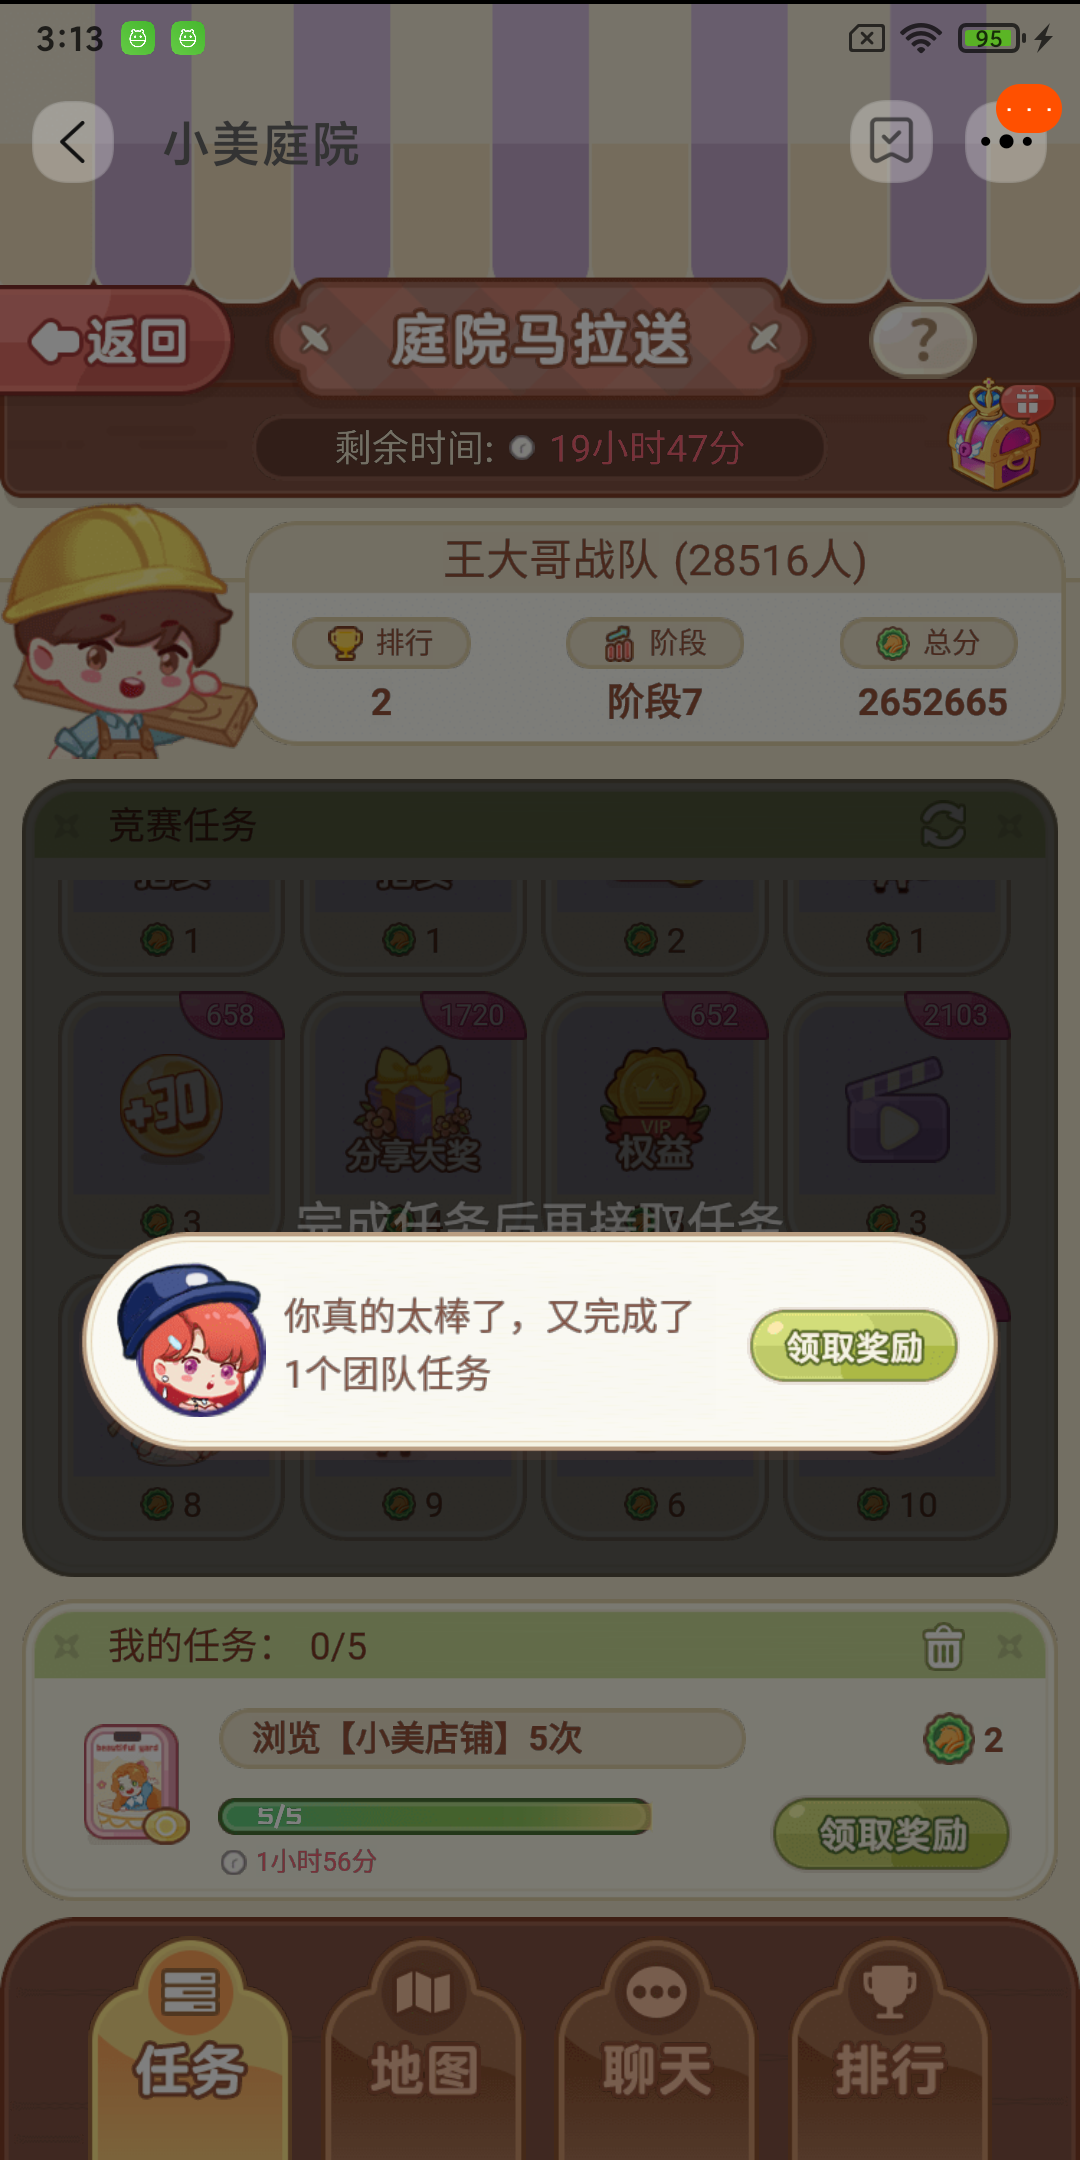 3:13
95
小美庭院
返回
庭院马拉送
?
剩余时间: 19小时47分
王大哥战队 (28516人)
排行
阶段
总分
2
阶段7
2652665
竞赛任务
1
1
2
1
658
1720
652
2103
+30
分享大奖
VIP
权益
3
3
完成任务后再接取任务
你真的太棒了，又完成了
1个团队任务
领取奖励
8
9
6
10
我的任务： 0/5
浏览【小美店铺】5次
2
beautiful yard
5/5
领取奖励
1小时56分
任务
地图
聊天
排行